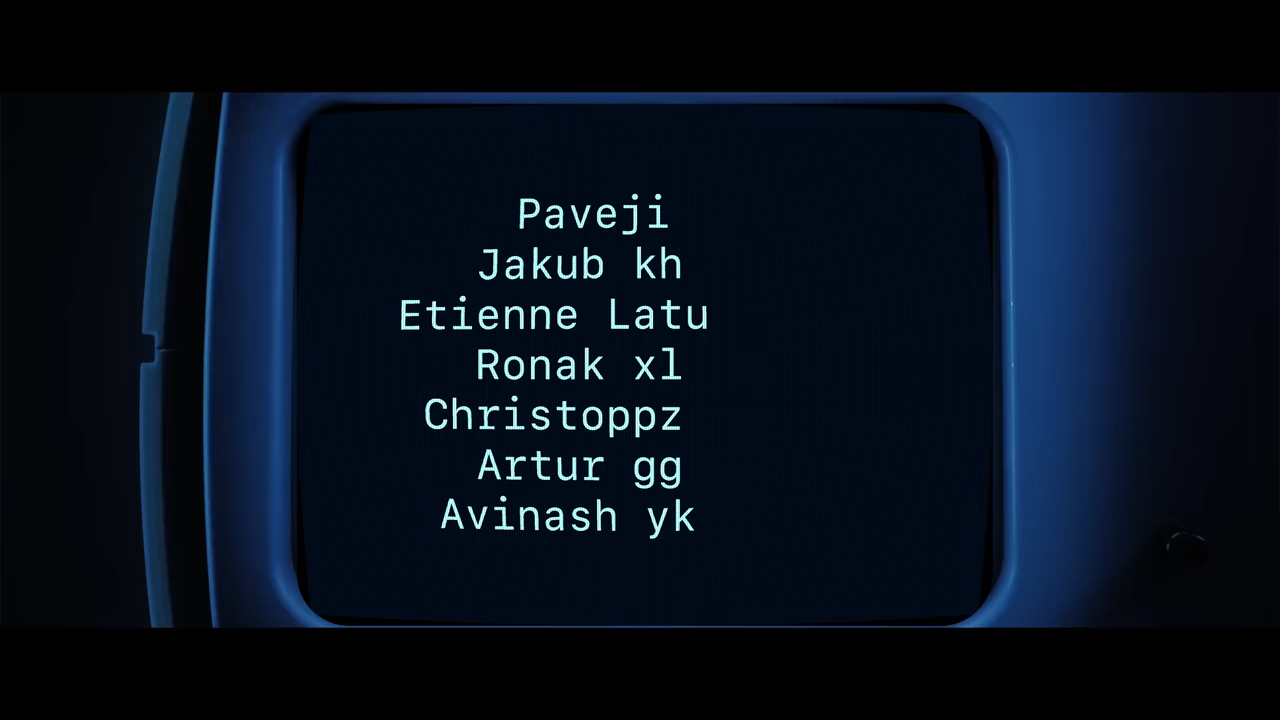 Paveji
Jakub kh
Etienne Latu
Ronak xl
Christoppz
Artur gg
Avinash yk